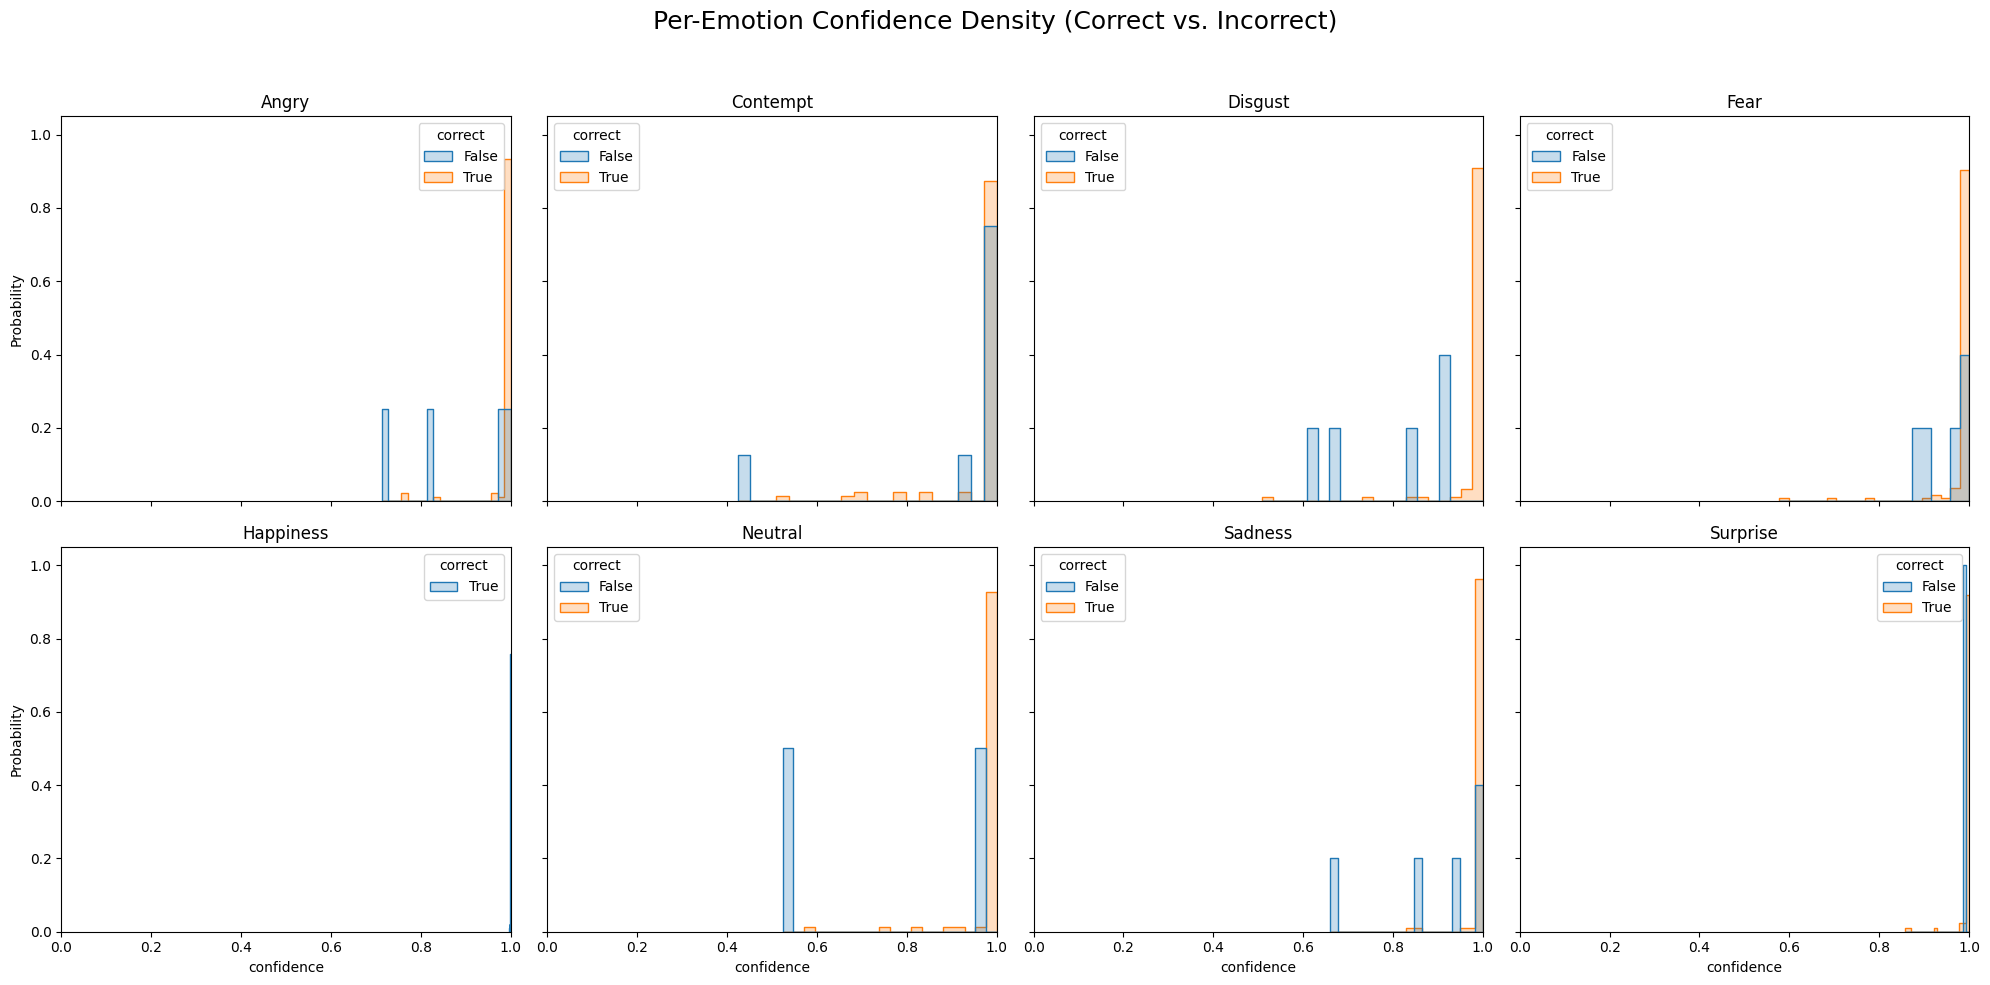 Per-Emotion Confidence Density (Correct vs. Incorrect)
Angry
Contempt
Disgust
Fear
correct
False
True
correct
False
True
correct
False
True
correct
False
True
Probability
1.0
0.8
0.6
0.4
0.2
0.0
Happiness
Neutral
Sadness
Surprise
correct
True
correct
False
True
correct
False
True
correct
False
True
Probability
1.0
0.8
0.6
0.4
0.2
0.0
0.0 0.2 0.4 0.6 0.8 1.0
0.0 0.2 0.4 0.6 0.8 1.0
0.0 0.2 0.4 0.6 0.8 1.0
0.0 0.2 0.4 0.6 0.8 1.0
confidence
confidence
confidence
confidence